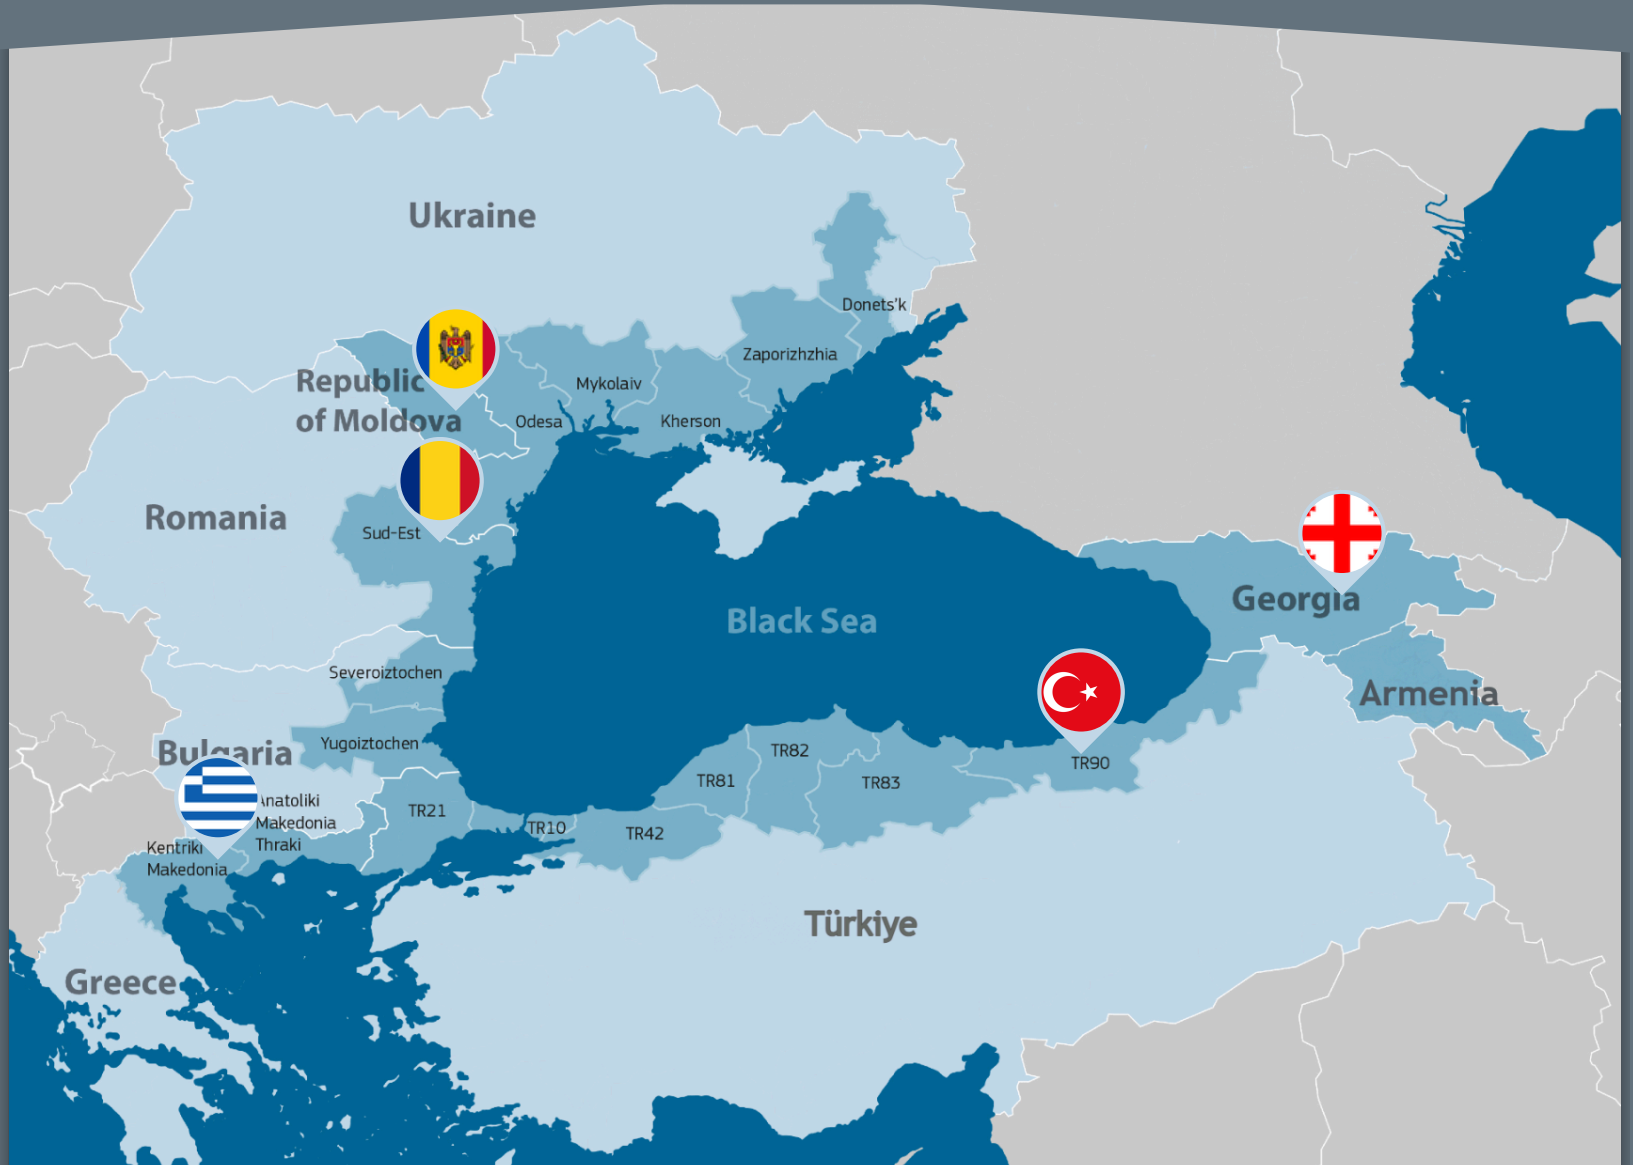 Ukraine
Donets'k
Zaporizhzhia
Republic
of Moldova
Mykolaiv
Odesa
Kherson
Romania
Sud-Est
Georgia
Black Sea
Severoiztochen
Armenia
Bulgaria
Yugoiztochen
TR82
TR90
TR81
TR83
Anatoliki
Makedonia
Thraki
TR21
TR10
TR42
Kentriki
Makedonia
Türkiye
Greece